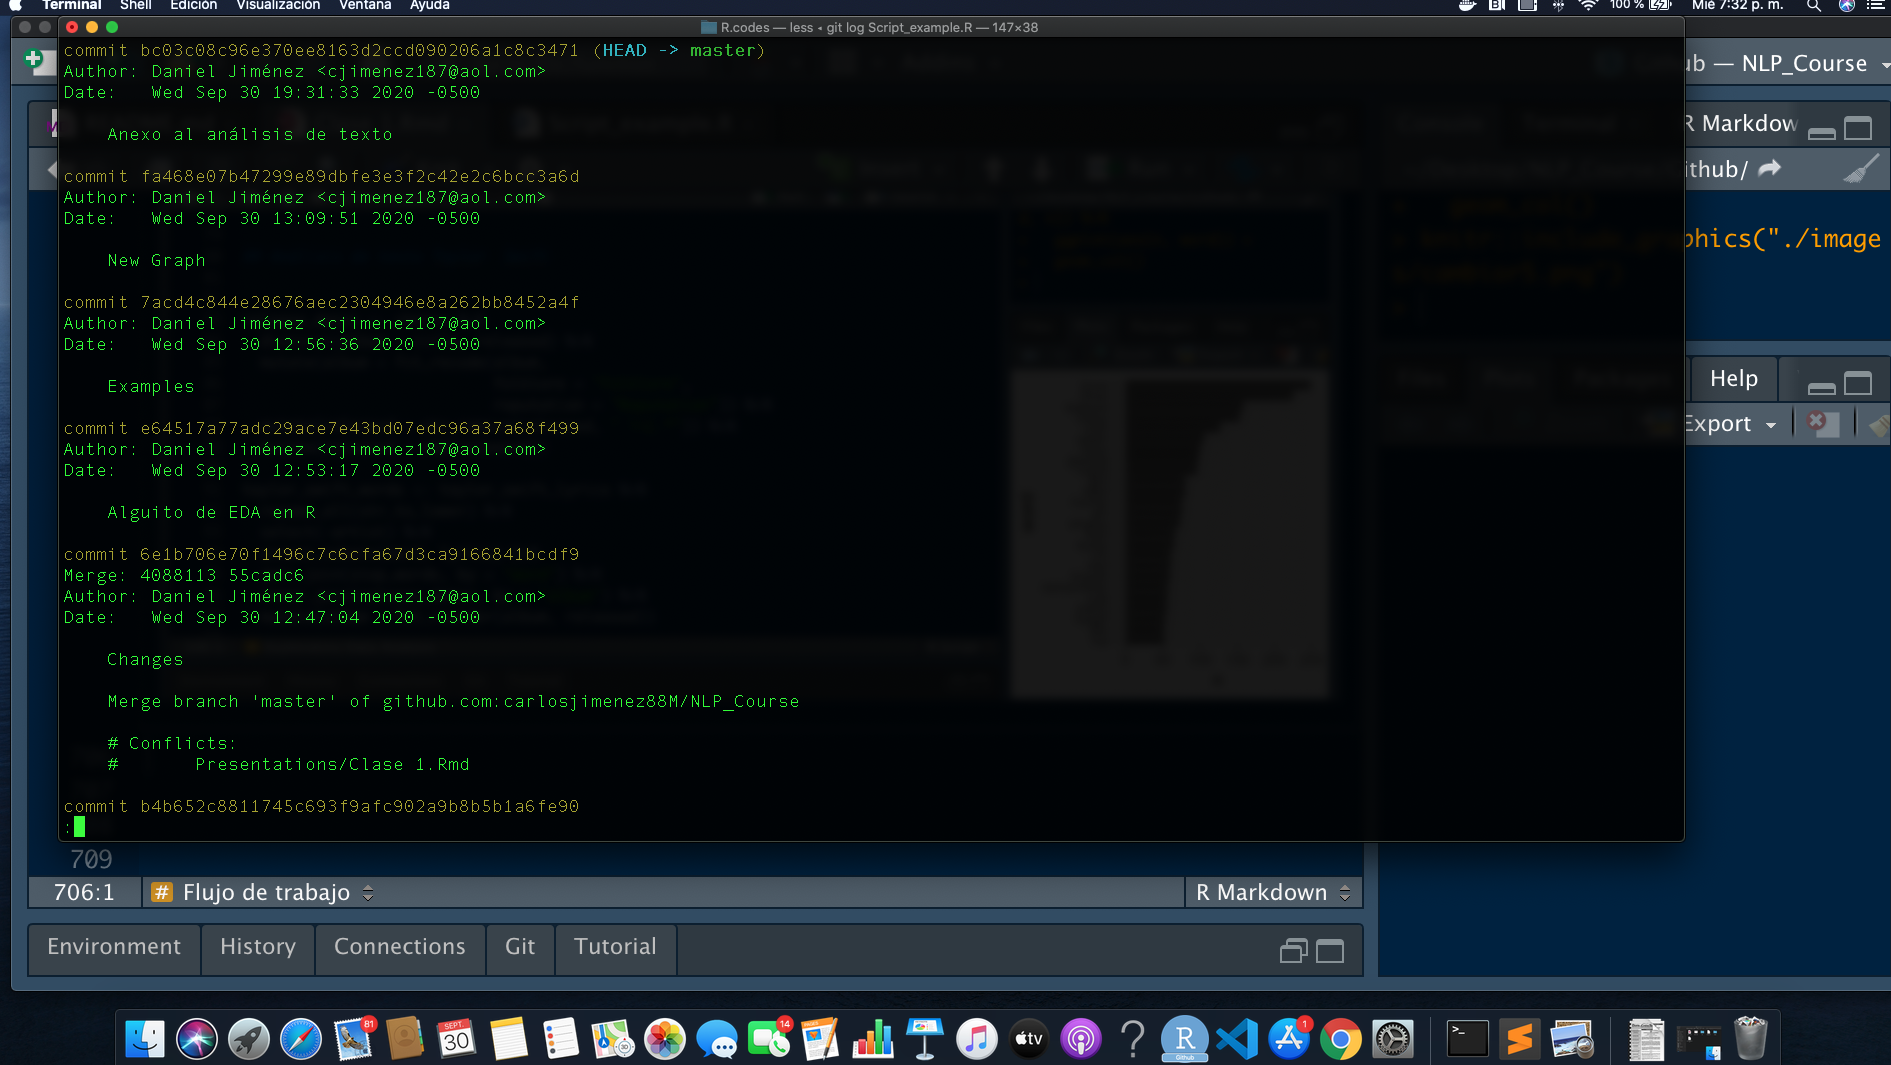 Terminal Shell Edición Visualización Ventana Ayuda 100 % Mié 7:32 p. m.
R.codes — less ◂ git log Script_example.R — 147×38
commit bc03c08c96e370ee8163d2ccd090206a1c8c3471 (HEAD -> master)
Author: Daniel Jiménez <cjimenez187@aol.com>
Date:   Wed Sep 30 19:31:33 2020 -0500
Anexo al análisis de texto
commit fa468e07b47299e89dbfe3e3f2c42e2c6bcc3a6d
Author: Daniel Jiménez <cjimenez187@aol.com>
Date:   Wed Sep 30 13:09:51 2020 -0500
New Graph
commit 7acd4c844e28676aec2304946e8a262bb8452a4f
Author: Daniel Jiménez <cjimenez187@aol.com>
Date:   Wed Sep 30 12:56:36 2020 -0500
Examples
commit e64517a77adc29ace7e43bd07edc96a37a68f499
Author: Daniel Jiménez <cjimenez187@aol.com>
Date:   Wed Sep 30 12:53:17 2020 -0500
Alguito de EDA en R
commit 6e1b706e70f1496c7c6cfa67d3ca9166841bcdf9
Merge: 4088113 55cadc6
Author: Daniel Jiménez <cjimenez187@aol.com>
Date:   Wed Sep 30 12:47:04 2020 -0500
Changes
Merge branch 'master' of github.com:carlosjimenez88M/NLP_Course
# Conflicts:
#       Presentations/Clase 1.Rmd
commit b4b652c8811745c693f9afc902a9b8b5b1a6fe90
:
ub — NLP_Course
R Markdow
ithub/
phics("./image
Help
Export
709
706:1 # Flujo de trabajo R Markdown
Environment History Connections Git Tutorial
81 SEPT. 30 14 tv R Github 1